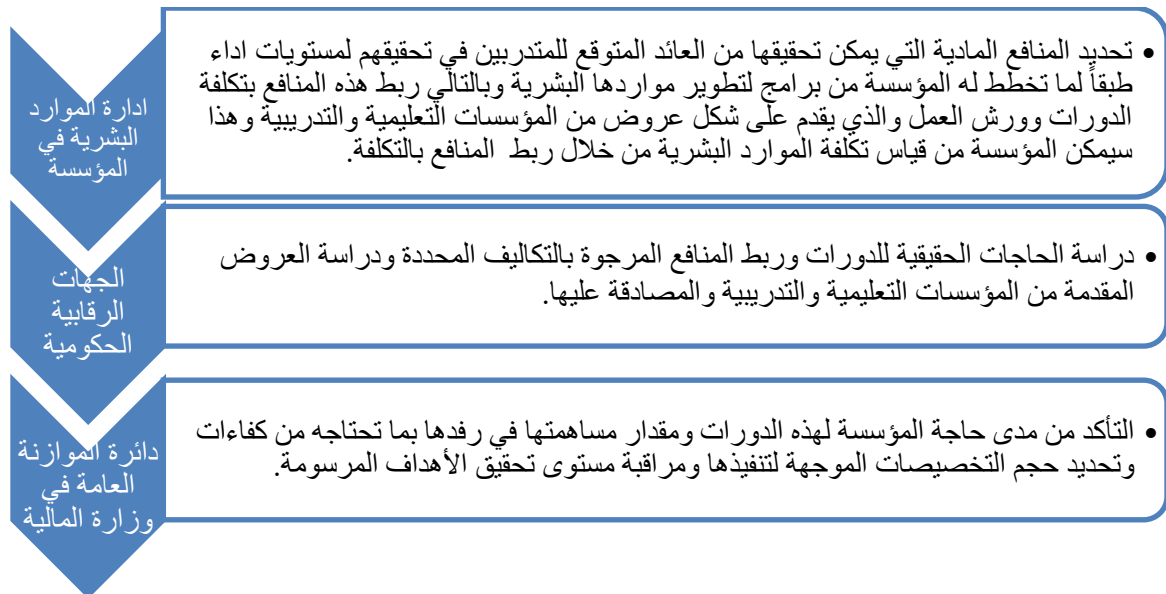 ادارة الموارد
البشرية في
المؤسسة
• تحديد المنافع المادية التي يمكن تحقيقها من العائد المتوقع للمتدربين في تحقيقهم لمستويات اداء
طبقاً لما تخطط له المؤسسة من برامج لتطوير مواردها البشرية وبالتالي ربط هذه المنافع بتكلفة
الدورات وورش العمل والذي يقدم على شكل عروض من المؤسسات التعليمية والتدريبية وهذا
سيمكن المؤسسة من قياس تكلفة الموارد البشرية من خلال ربط المنافع بالتكلفة.
الجهات
الرقابية
الحكومية
• دراسة الحاجات الحقيقية للدورات وربط المنافع المرجوة بالتكاليف المحددة ودراسة العروض
المقدمة من المؤسسات التعليمية والتدريبية والمصادقة عليها.
دائرة الموازنة
العامة في
وزارة المالية
• التأكد من مدى حاجة المؤسسة لهذه الدورات ومقدار مساهمتها في رفدها بما تحتاجه من كفاءات
وتحديد حجم التخصيصات الموجهة لتنفيذها ومراقبة مستوى تحقيق الأهداف المرسومة.